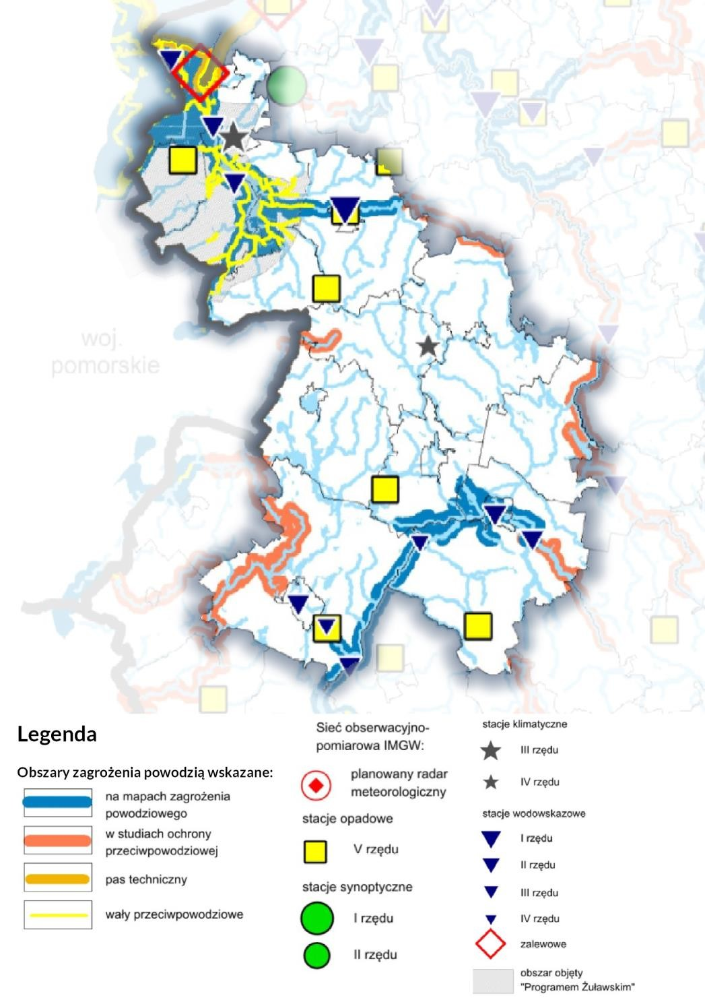 woj.
pomorskie
Legenda
Obszary zagrożenia powodzią wskazane:
na mapach zagrożenia
powodziowego
w studiach ochrony
przeciwpowodziowej
pas techniczny
wały przeciwpowodziowe
Sieć obserwacyjno-
pomiarowa IMGW:
planowany radar
meteorologiczny
stacje opadowe
V rzędu
stacje synoptyczne
I rzędu
II rzędu
stacje klimatyczne
III rzędu
IV rzędu
stacje wodowskazowe
I rzędu
II rzędu
III rzędu
IV rzędu
zalewowe
obszar objęty
"Programem Żuławskim"